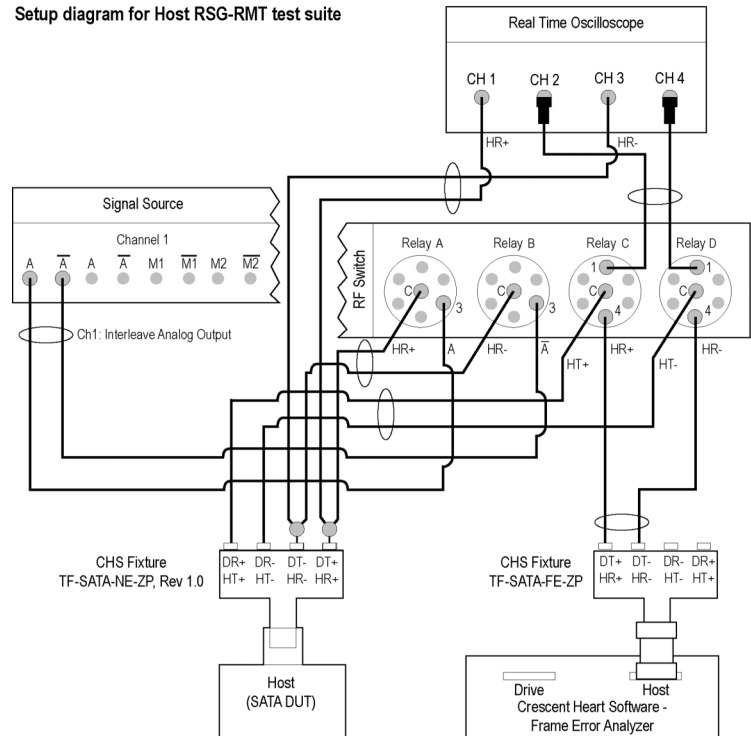 Setup diagram for Host RSG-RMT test suite
Real Time Oscilloscope
CH 1 CH 2 CH 3 CH 4
HR+ HR-
Signal Source
Channel 1
A A̅ A A̅ M1 M̅1̅ M2 M̅2̅
Ch1: Interleave Analog Output
RF Switch
Relay A Relay B Relay C Relay D
1 1
C C C C
3 3 4 4
HR+ A HR- A̅ HT+ HR+ HT- HR-
CHS Fixture
TF-SATA-NE-ZP, Rev 1.0
DR+ DR- DT- DT+
HT+ HT- HR- HR+
CHS Fixture
TF-SATA-FE-ZP
DT+ DT- DR- DR+
HR+ HR- HT- HT+
Host
(SATA DUT)
Drive Host
Crescent Heart Software -
Frame Error Analyzer